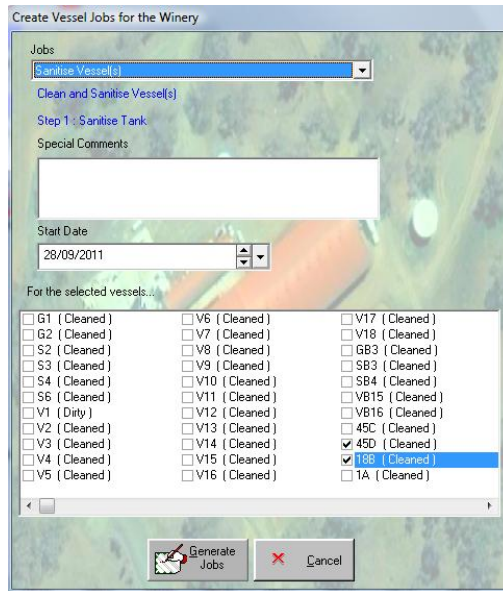 Create Vessel Jobs for the Winery
Jobs
Sanitise Vessel(s)
Clean and Sanitise Vessel(s)
Step 1 : Sanitise Tank
Special Comments
Start Date
28/09/2011
For the selected vessels...
G1 ( Cleaned ) V6 ( Cleaned ) V17 ( Cleaned )
G2 ( Cleaned ) V7 ( Cleaned ) V18 ( Cleaned )
S2 ( Cleaned ) V8 ( Cleaned ) GB3 ( Cleaned )
S3 ( Cleaned ) V9 ( Cleaned ) SB3 ( Cleaned )
S4 ( Cleaned ) V10 ( Cleaned ) SB4 ( Cleaned )
S6 ( Cleaned ) V11 ( Cleaned ) VB15 ( Cleaned )
V1 ( Dirty ) V12 ( Cleaned ) VB16 ( Cleaned )
V2 ( Cleaned ) V13 ( Cleaned ) 45C ( Cleaned )
V3 ( Cleaned ) V14 ( Cleaned ) 45D ( Cleaned )
V4 ( Cleaned ) V15 ( Cleaned ) 18B ( Cleaned )
V5 ( Cleaned ) V16 ( Cleaned ) 1A ( Cleaned )
Generate
Jobs
Cancel